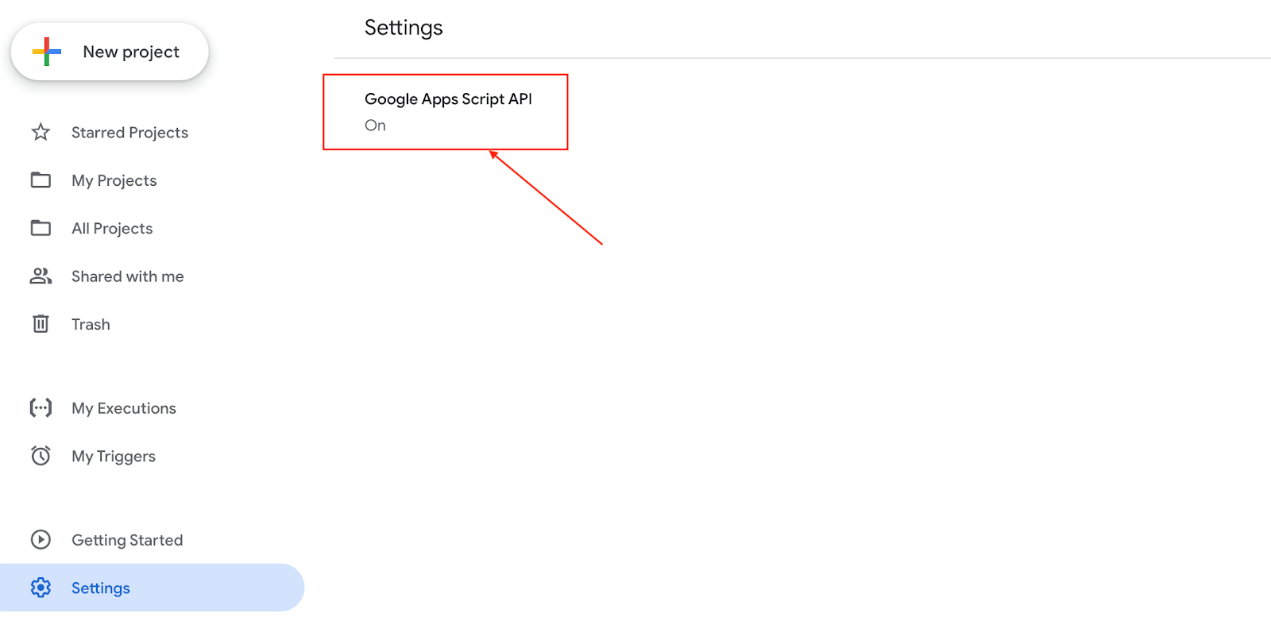 New project
Starred Projects
My Projects
All Projects
Shared with me
Trash
My Executions
My Triggers
Getting Started
Settings
Settings
Google Apps Script API
On